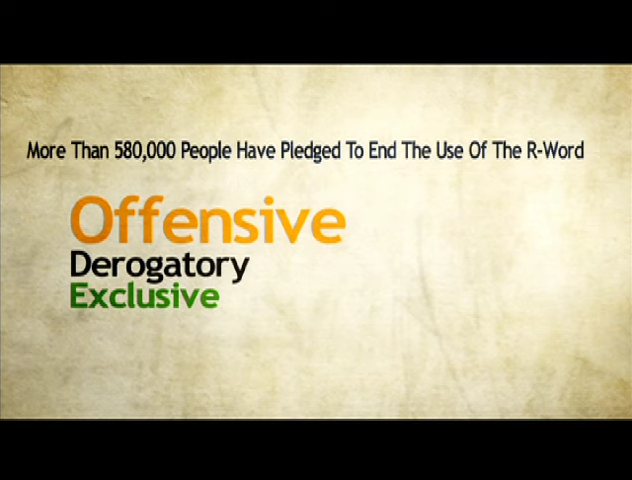 More Than 580,000 People Have Pledged To End The Use Of The R-Word
Offensive
Derogatory
Exclusive